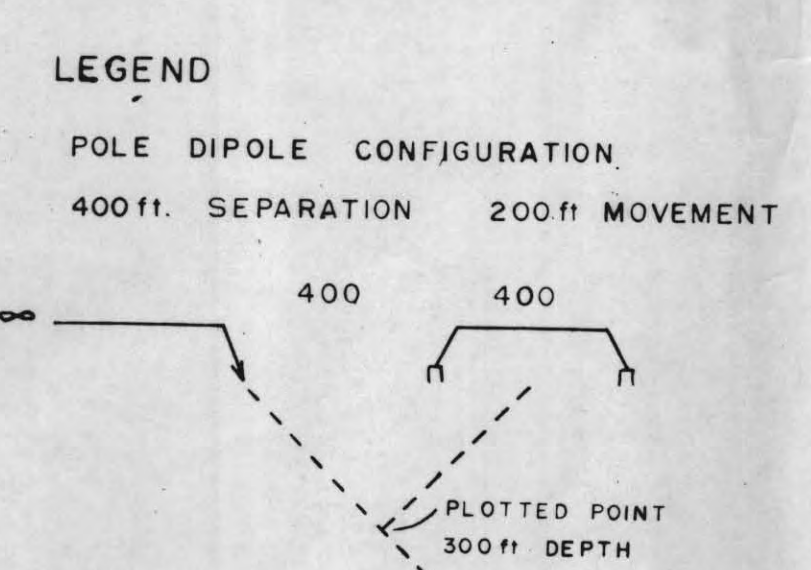 LEGEND
POLE DIPOLE CONFIGURATION
400 ft. SEPARATION 200 ft MOVEMENT
400 400
∞
PLOTTED POINT
300 ft DEPTH